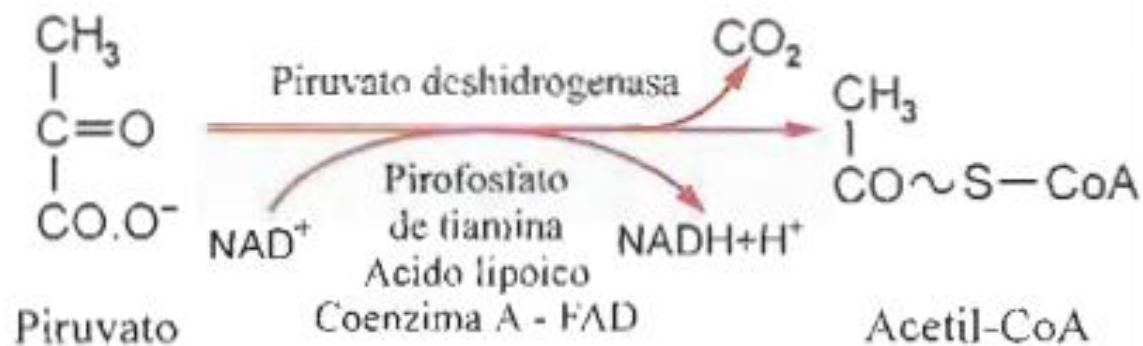 CH₃
C=O
CO.O⁻
Piruvato
Piruvato deshidrogenasa
NAD⁺
Pirofosfato
de tiamina
Acido lipoico
Coenzima A - FAD
CO₂
NADH+H⁺
CH₃
CO~S—CoA
Acetil-CoA